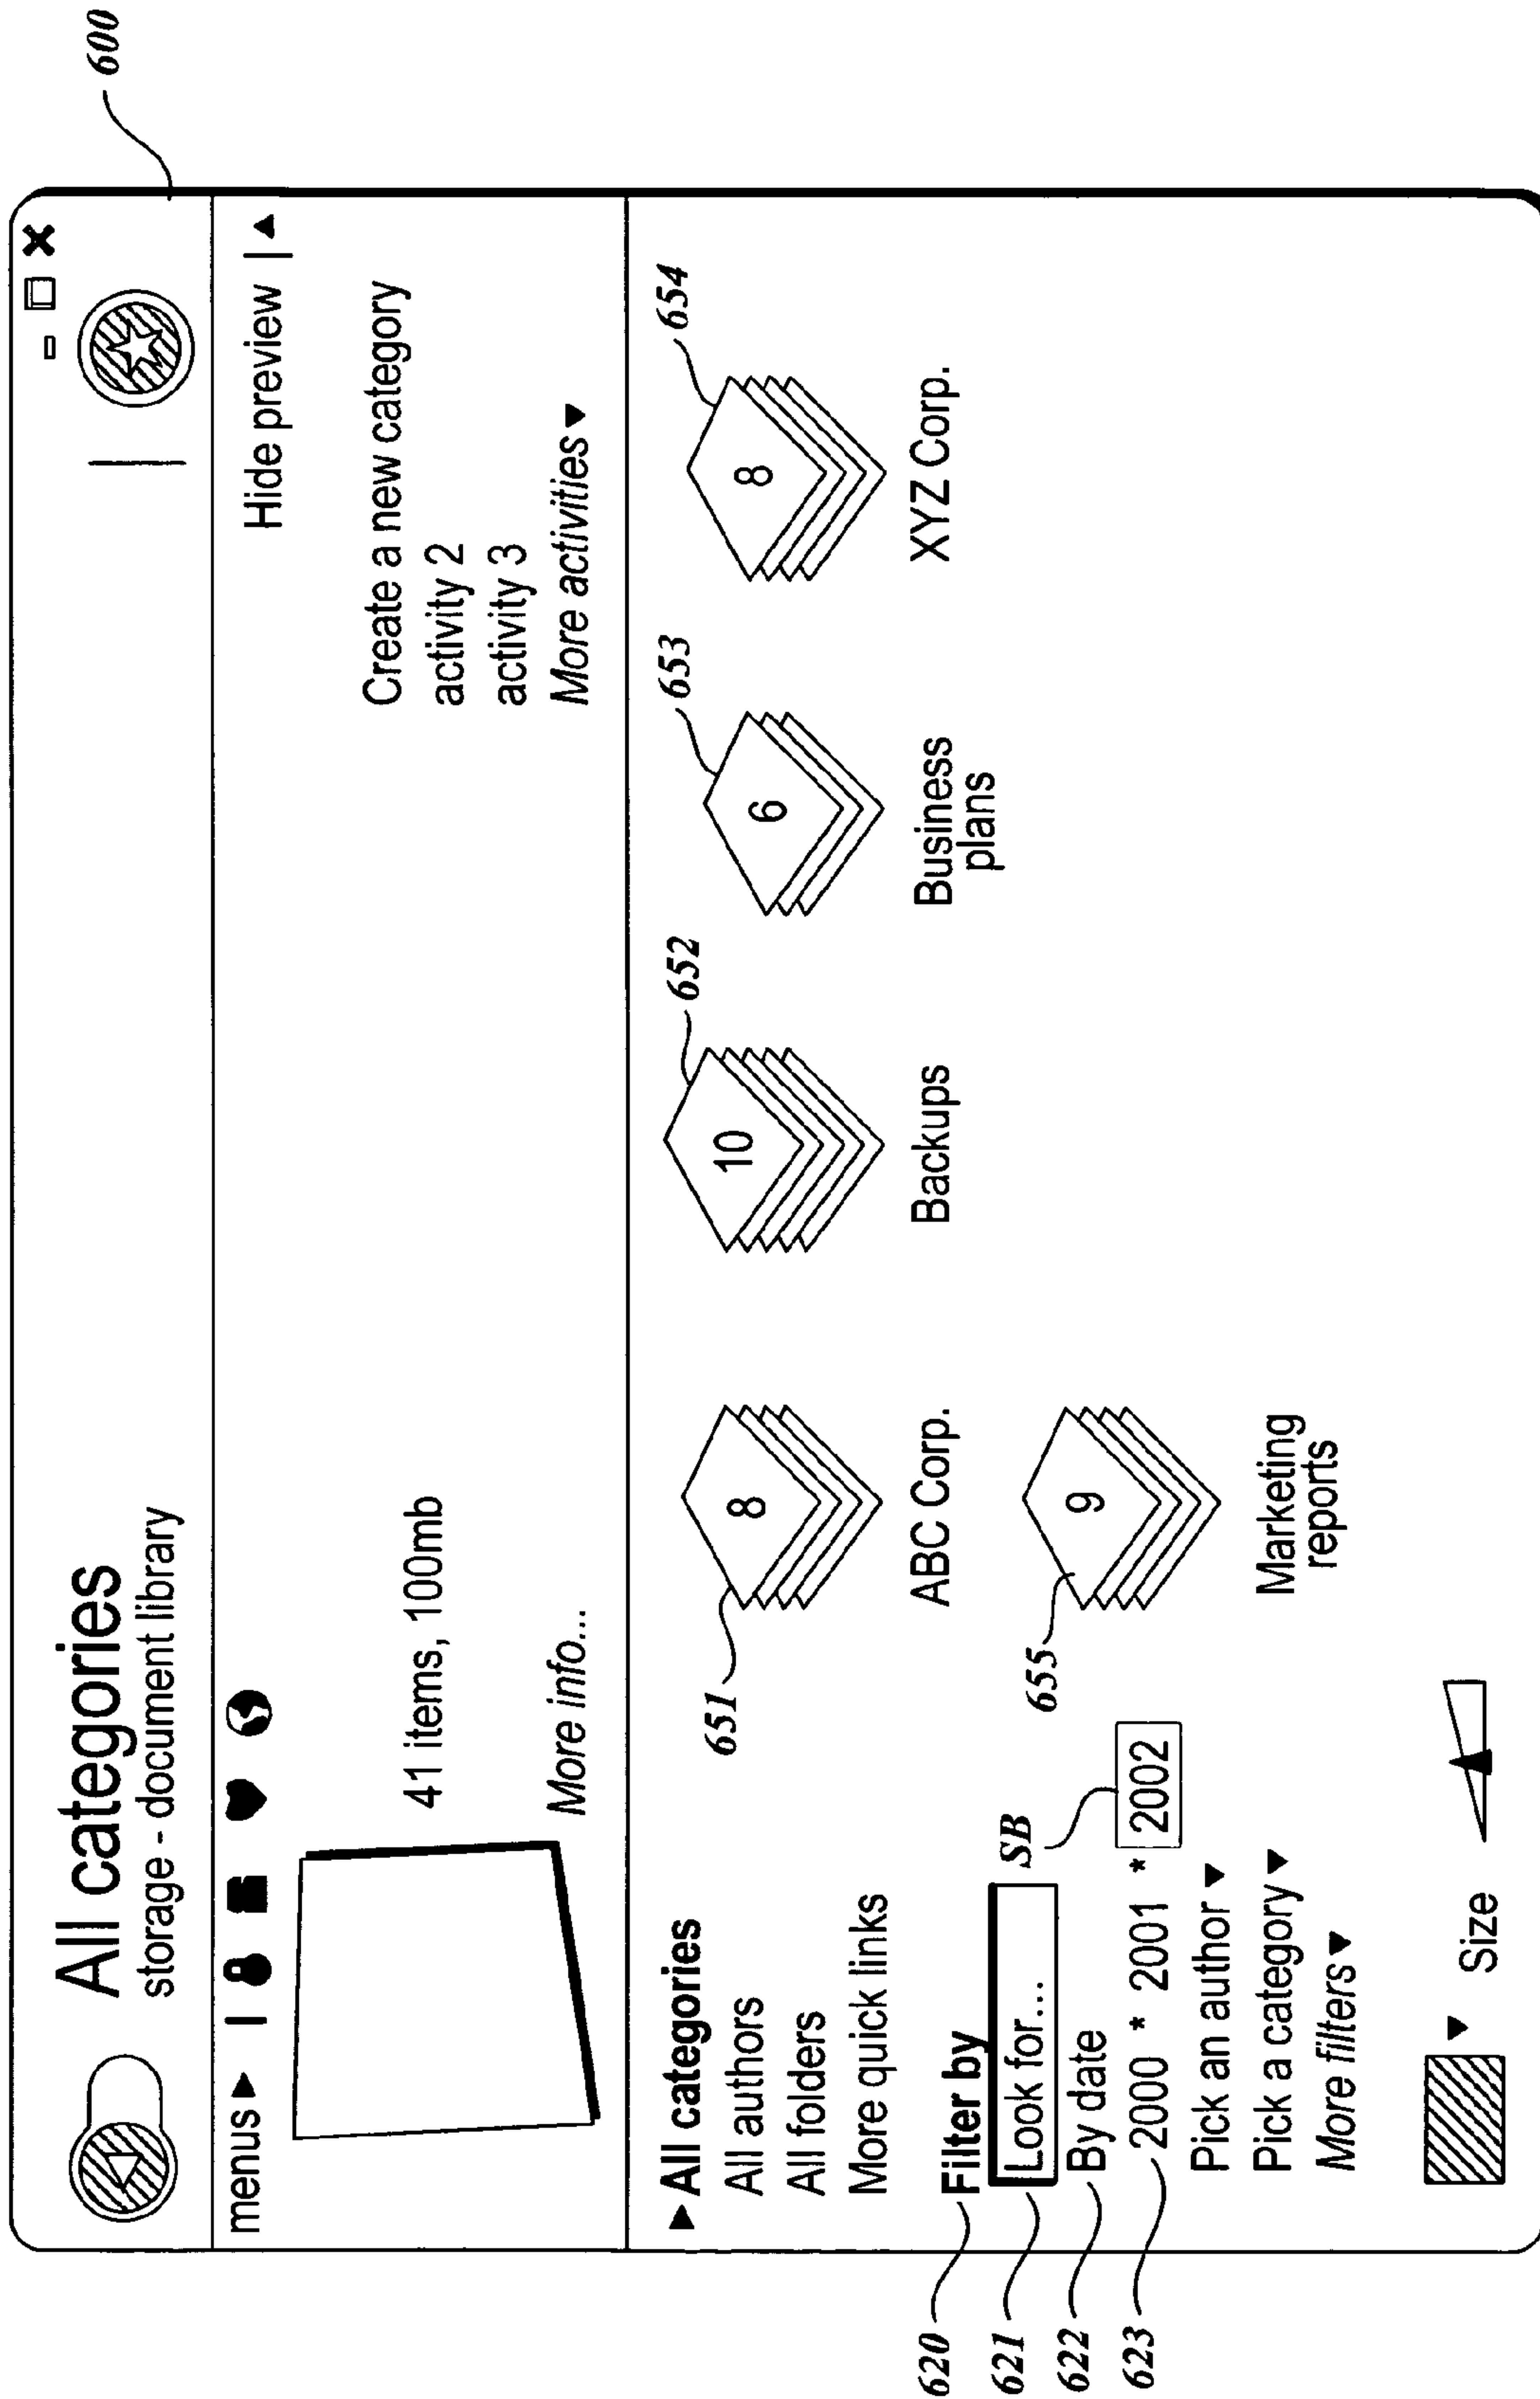 600
All categories
storage - document library
menus
Hide preview
41 items, 100mb
More info...
Create a new category
activity 2
activity 3
More activities
All categories
All authors
All folders
More quick links
620
Filter by
621
Look for...
622
By date
SB
623
2000 * 2001 * 2002
Pick an author
Pick a category
More filters
Size
651
8
ABC Corp.
652
10
Backups
653
6
Business
plans
654
8
XYZ Corp.
655
9
Marketing
reports